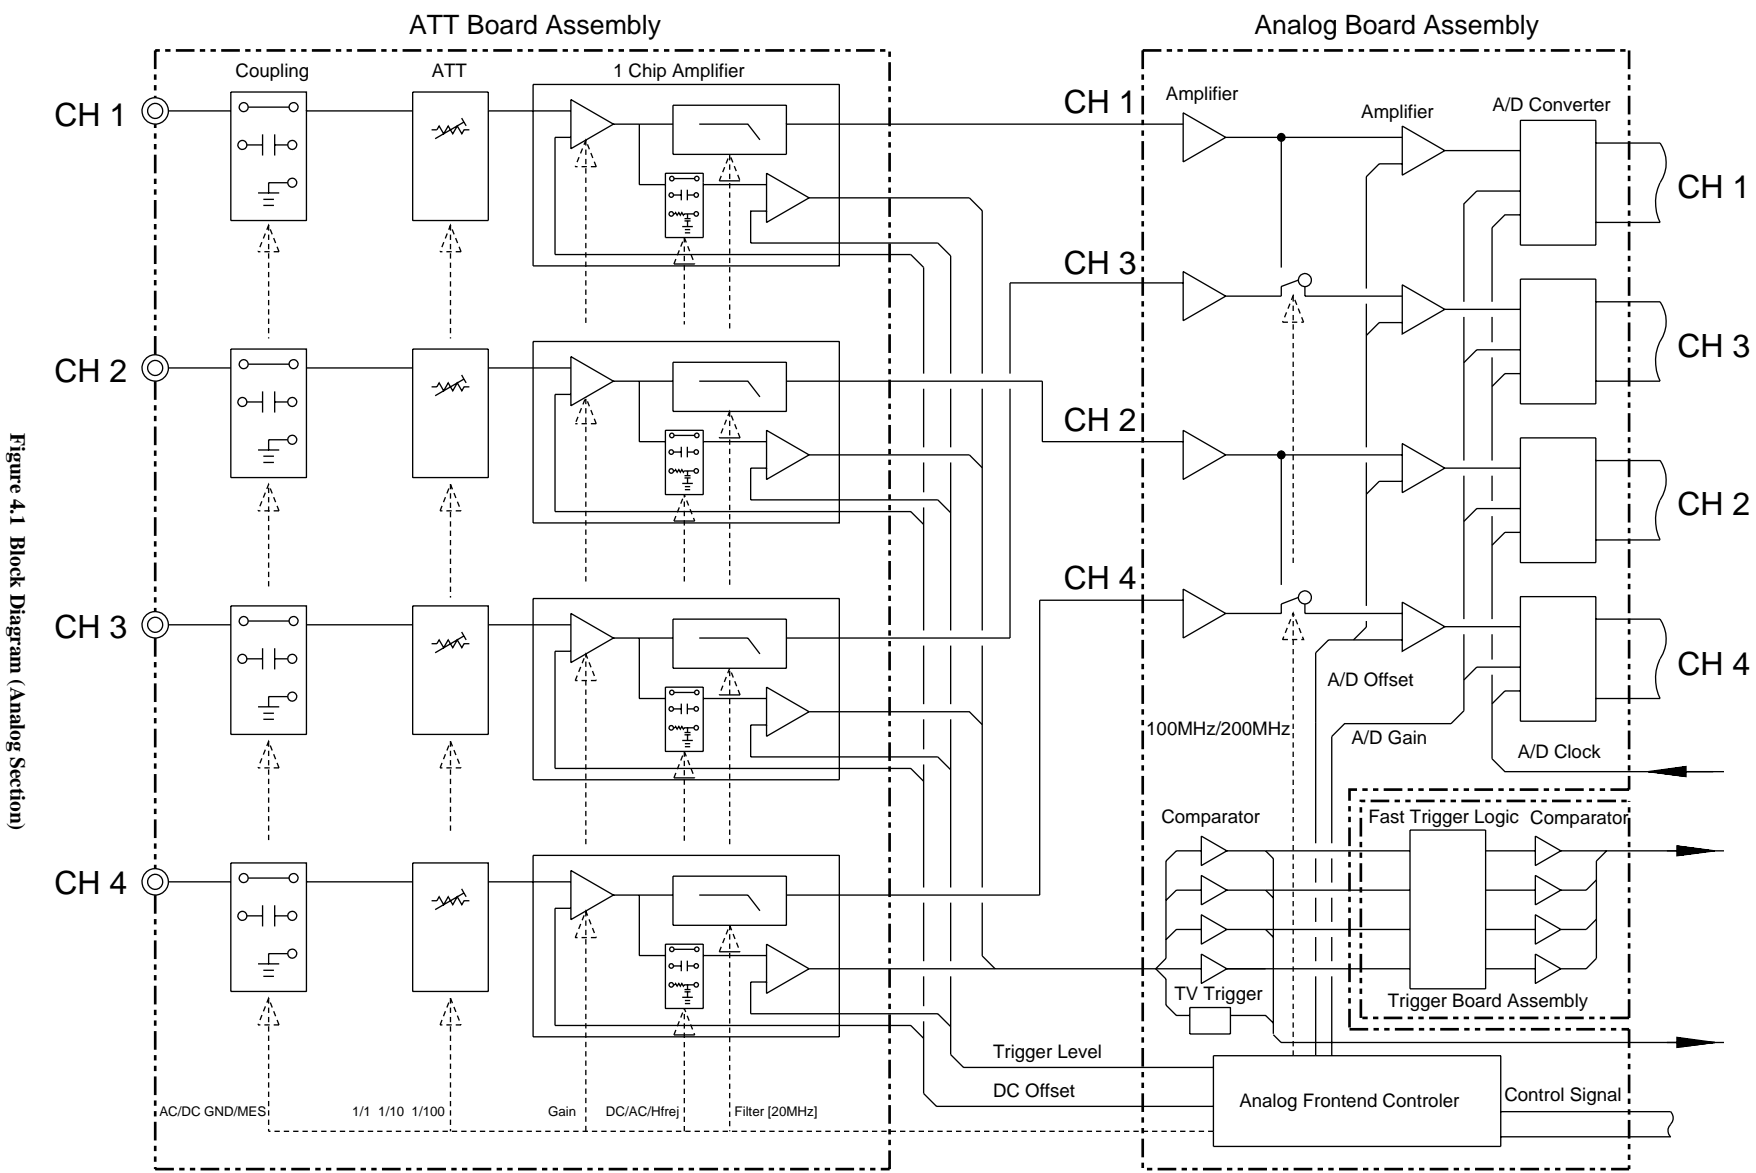 ATT Board Assembly
Analog Board Assembly
Coupling
ATT
1 Chip Amplifier
CH 1
CH 1
Amplifier
Amplifier
A/D Converter
CH 1
CH 3
CH 3
CH 2
CH 2
CH 2
CH 3
CH 4
CH 4
A/D Offset
100MHz/200MHz
A/D Gain
A/D Clock
Comparator
Fast Trigger Logic
Comparator
CH 4
TV Trigger
Trigger Board Assembly
Trigger Level
DC Offset
Analog Frontend Controler
Control Signal
AC/DC GND/MES
1/1 1/10 1/100
Gain
DC/AC/Hfrej
Filter [20MHz]
Figure 4.1 Block Diagram (Analog Section)